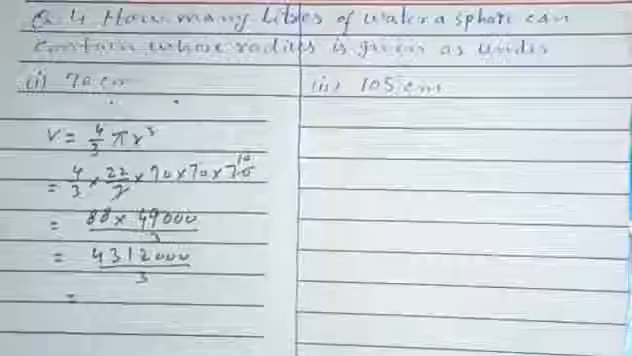 Q.4 How many litres of water a sphere can
contain whose radius is given as under
(i) 70 cm
(ii) 105 cm
V = 4/3 πr³
= 4/3 × 22/7 × 70 × 70 × 70 10
= 88 × 49000 / 3
= 4312000 / 3
=